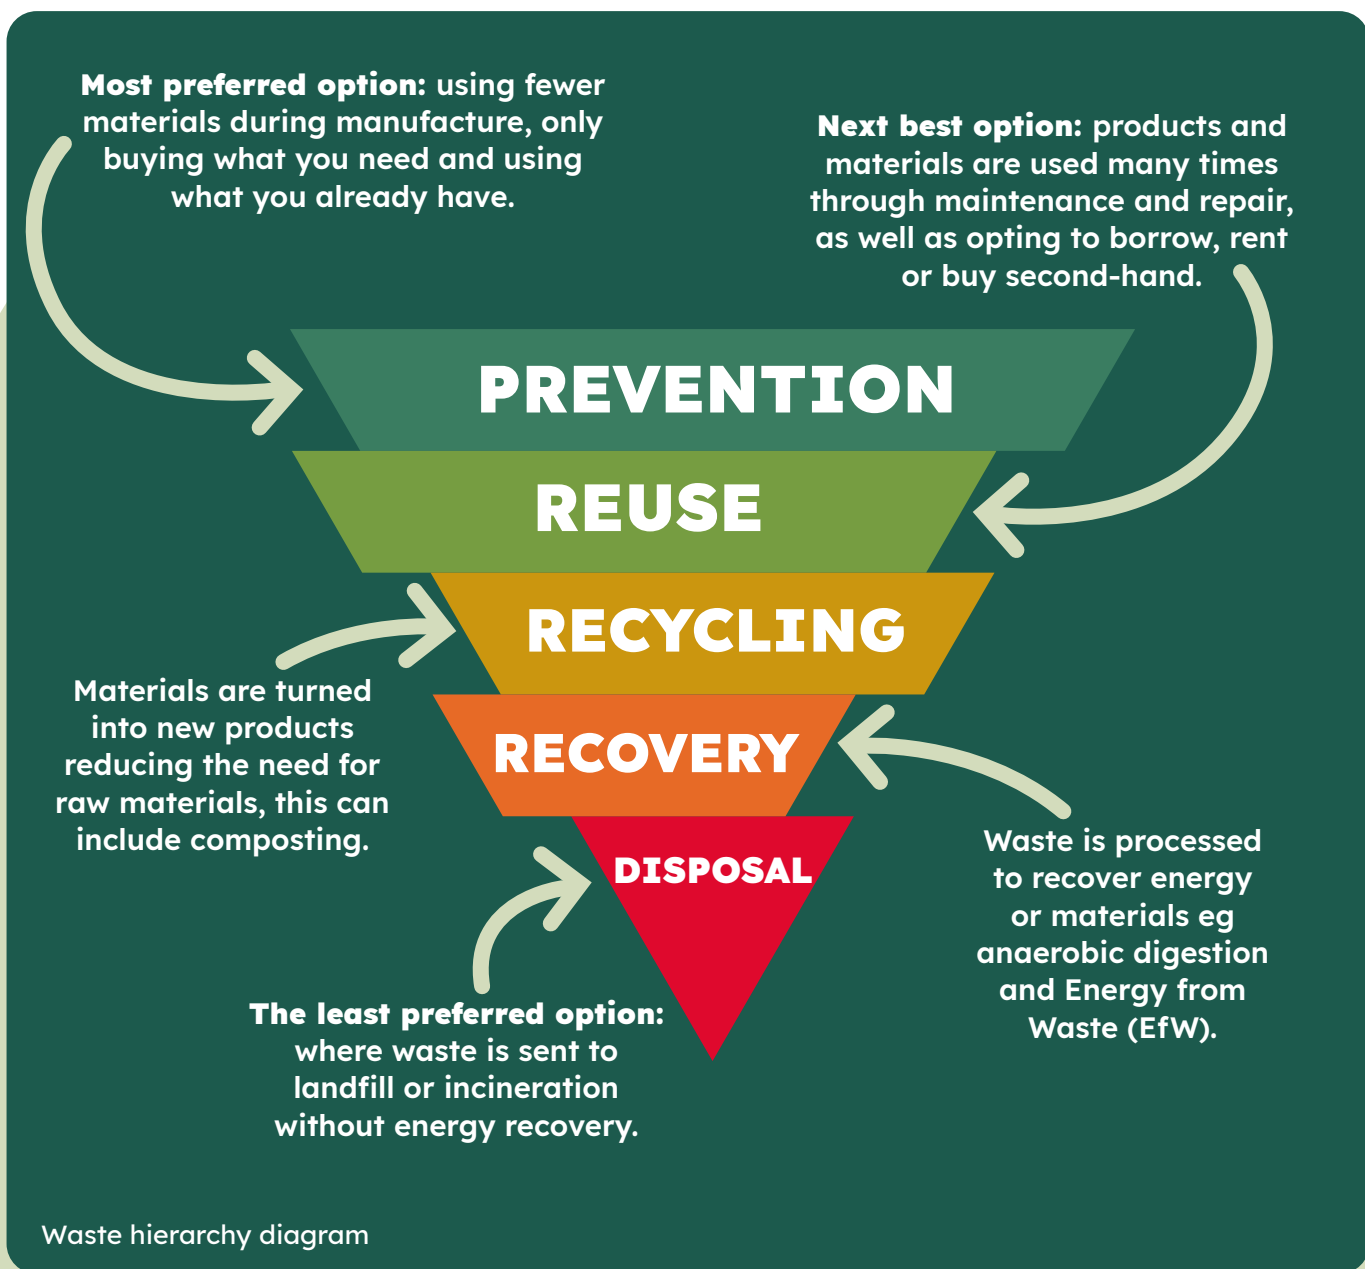 Most preferred option: using fewer
materials during manufacture, only
buying what you need and using
what you already have.
Next best option: products and
materials are used many times
through maintenance and repair,
as well as opting to borrow, rent
or buy second-hand.
PREVENTION
REUSE
RECYCLING
Materials are turned
into new products
reducing the need for
raw materials, this can
include composting.
RECOVERY
Waste is processed
to recover energy
or materials eg
anaerobic digestion
and Energy from
Waste (EfW).
DISPOSAL
The least preferred option:
where waste is sent to
landfill or incineration
without energy recovery.
Waste hierarchy diagram